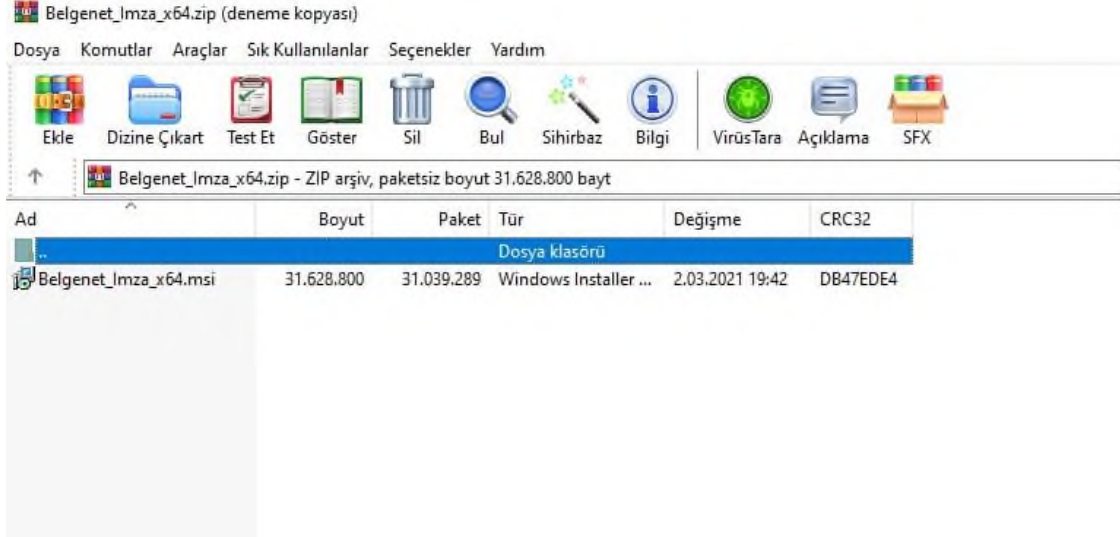 Belgenet_Imza_x64.zip (deneme kopyası)
Dosya Komutlar Araçlar Sık Kullanılanlar Seçenekler Yardım
Ekle Dizine Çıkart Test Et Göster Sil Bul Sihirbaz Bilgi VirüsTara Açıklama SFX
Belgenet_Imza_x64.zip - ZIP arşiv, paketsiz boyut 31.628.800 bayt
Ad Boyut Paket Tür Değişme CRC32
.. Dosya klasörü
Belgenet_Imza_x64.msi 31.628.800 31.039.289 Windows Installer ... 2.03.2021 19:42 DB47EDE4